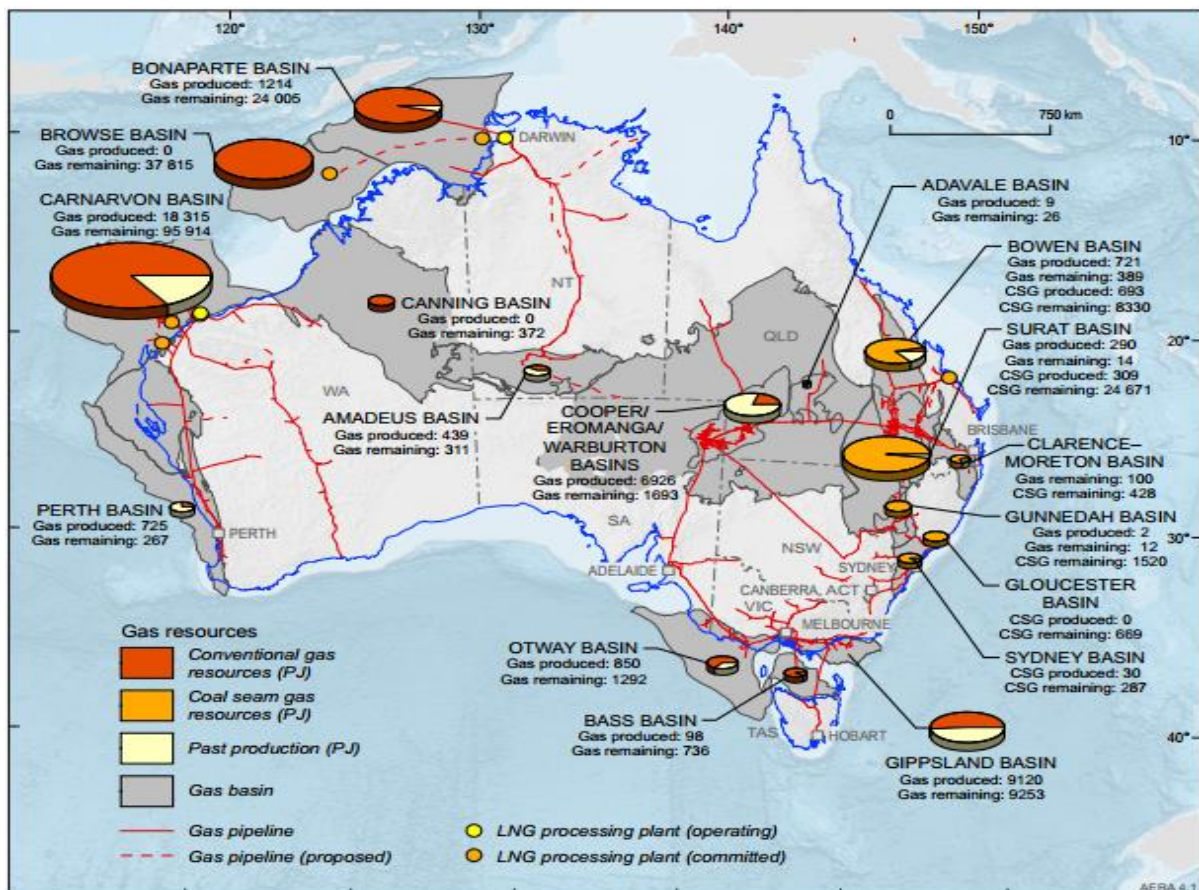 120°
130°
140°
150°
BONAPARTE BASIN
Gas produced: 1214
Gas remaining: 24 005
BROWSE BASIN
Gas produced: 0
Gas remaining: 37 815
CARNARVON BASIN
Gas produced: 18 315
Gas remaining: 95 914
DARWIN
0
750 km
10°
ADAVALE BASIN
Gas produced: 9
Gas remaining: 26
BOWEN BASIN
Gas produced: 721
Gas remaining: 389
CSG produced: 693
CSG remaining: 8330
SURAT BASIN
Gas produced: 290
Gas remaining: 14
CSG produced: 309
CSG remaining: 24 671
20°
NT
QLD
WA
CANNING BASIN
Gas produced: 0
Gas remaining: 372
AMADEUS BASIN
Gas produced: 439
Gas remaining: 311
COOPER/
EROMANGA/
WARBURTON
BASINS
Gas produced: 6926
Gas remaining: 1693
BRISBANE
CLARENCE–
MORETON BASIN
Gas remaining: 100
CSG remaining: 428
GUNNEDAH BASIN
Gas produced: 2
Gas remaining: 12
CSG remaining: 1520
30°
PERTH BASIN
Gas produced: 725
Gas remaining: 267
PERTH
SA
NSW
ADELAIDE
SYDNEY
CANBERRA, ACT
VIC
MELBOURNE
GLOUCESTER
BASIN
CSG produced: 0
CSG remaining: 669
SYDNEY BASIN
CSG produced: 30
CSG remaining: 287
OTWAY BASIN
Gas produced: 850
Gas remaining: 1292
BASS BASIN
Gas produced: 98
Gas remaining: 736
TAS
HOBART
40°
GIPPSLAND BASIN
Gas produced: 9120
Gas remaining: 9253
Gas resources
Conventional gas
resources (PJ)
Coal seam gas
resources (PJ)
Past production (PJ)
Gas basin
Gas pipeline
Gas pipeline (proposed)
LNG processing plant (operating)
LNG processing plant (committed)